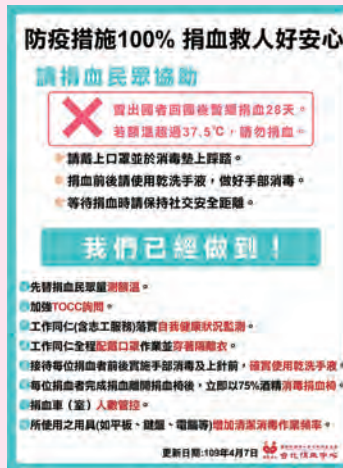 防疫措施100% 捐血救人好安心
請捐血民眾協助
曾出國者回國後暫緩捐血28天。
若額溫超過37.5℃，請勿捐血。
請戴上口罩並於消毒墊上踩踏。
捐血前後請使用乾洗手液，做好手部消毒。
等待捐血時請保持社交安全距離。
我們已經做到！
先替捐血民眾量測額溫。
加強TOCC詢問。
工作同仁(含志工服務)落實自我健康狀況監測。
工作同仁全程配戴口罩作業並穿著隔離衣。
接待每位捐血者前後實施手部消毒及上針前，確實使用乾洗手液。
每位捐血者完成捐血離開捐血椅後，立即以75%酒精消毒捐血椅。
捐血車（室）人數管控。
所使用之用具(如平板、鍵盤、電腦等)增加清潔消毒作業頻率。
更新日期:109年4月7日
台北捐血中心